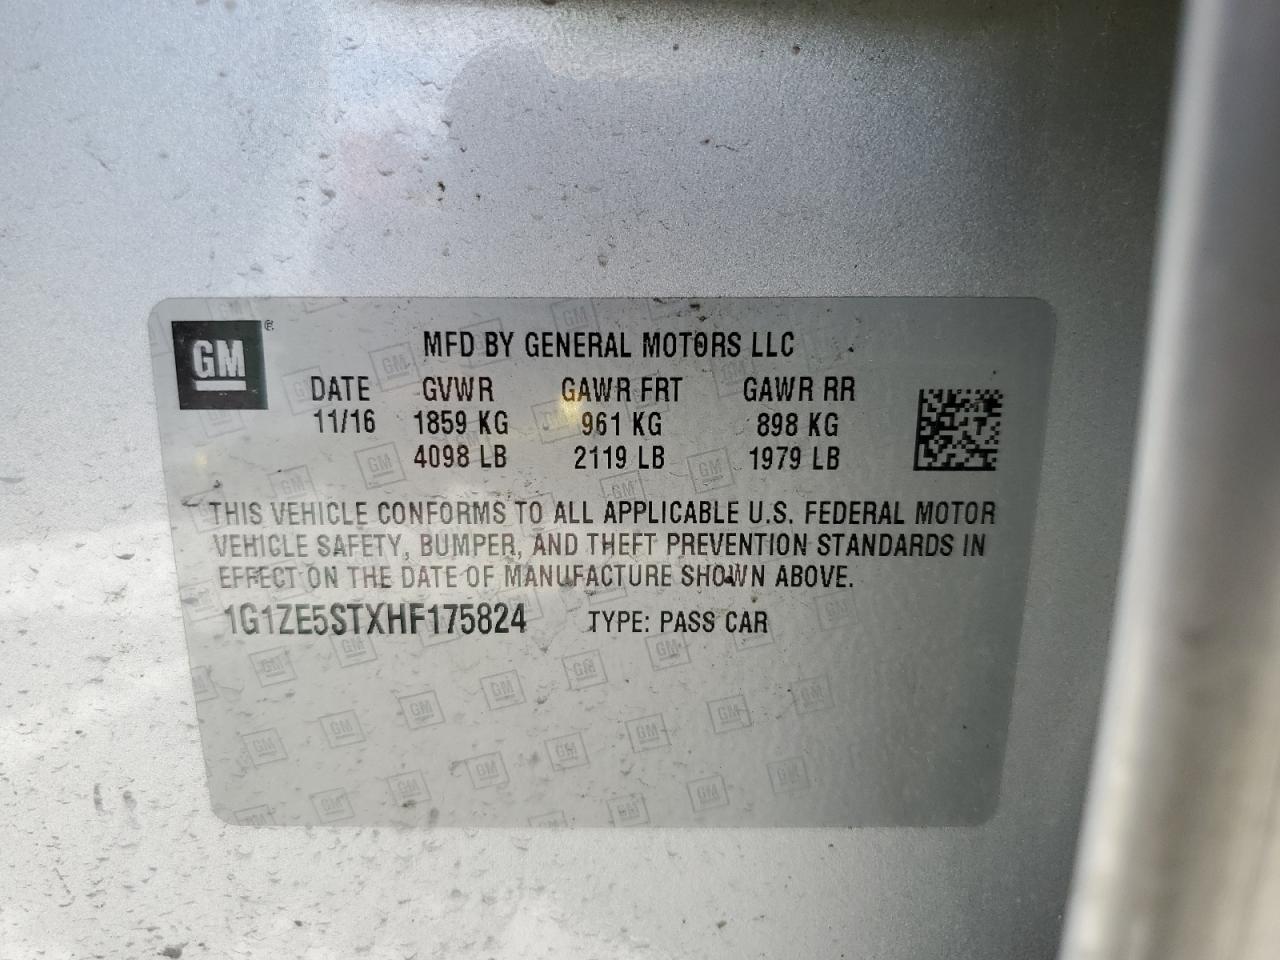 GM ®
MFD BY GENERAL MOTORS LLC
DATE GVWR GAWR FRT GAWR RR
11/16 1859 KG 961 KG 898 KG
4098 LB 2119 LB 1979 LB
THIS VEHICLE CONFORMS TO ALL APPLICABLE U.S. FEDERAL MOTOR
VEHICLE SAFETY, BUMPER, AND THEFT PREVENTION STANDARDS IN
EFFECT ON THE DATE OF MANUFACTURE SHOWN ABOVE.
1G1ZE5STXHF175824 TYPE: PASS CAR